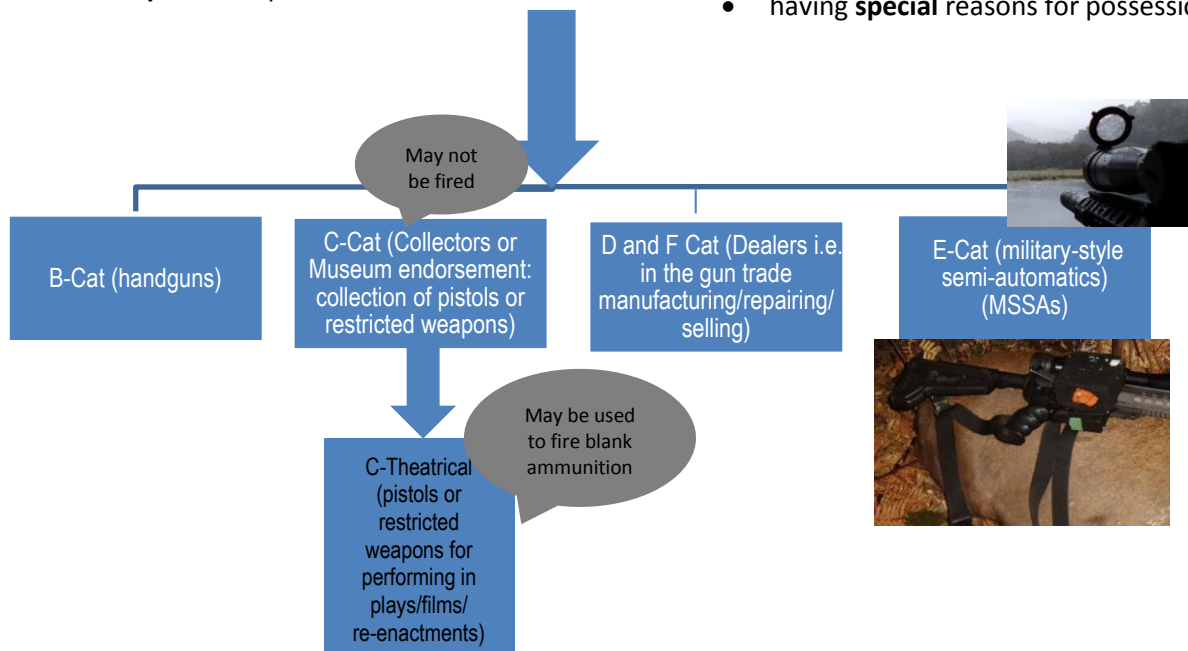 having special reasons for possessio
May not
be fired
B-Cat (handguns)
C-Cat (Collectors or
Museum endorsement:
collection of pistols or
restricted weapons)
D and F Cat (Dealers i.e.
in the gun trade
manufacturing/repairing/
selling)
E-Cat (military-style
semi-automatics)
(MSSAs)
May be used
to fire blank
ammunition
C-Theatrical
(pistols or
restricted
weapons for
performing in
plays/films/
re-enactments)